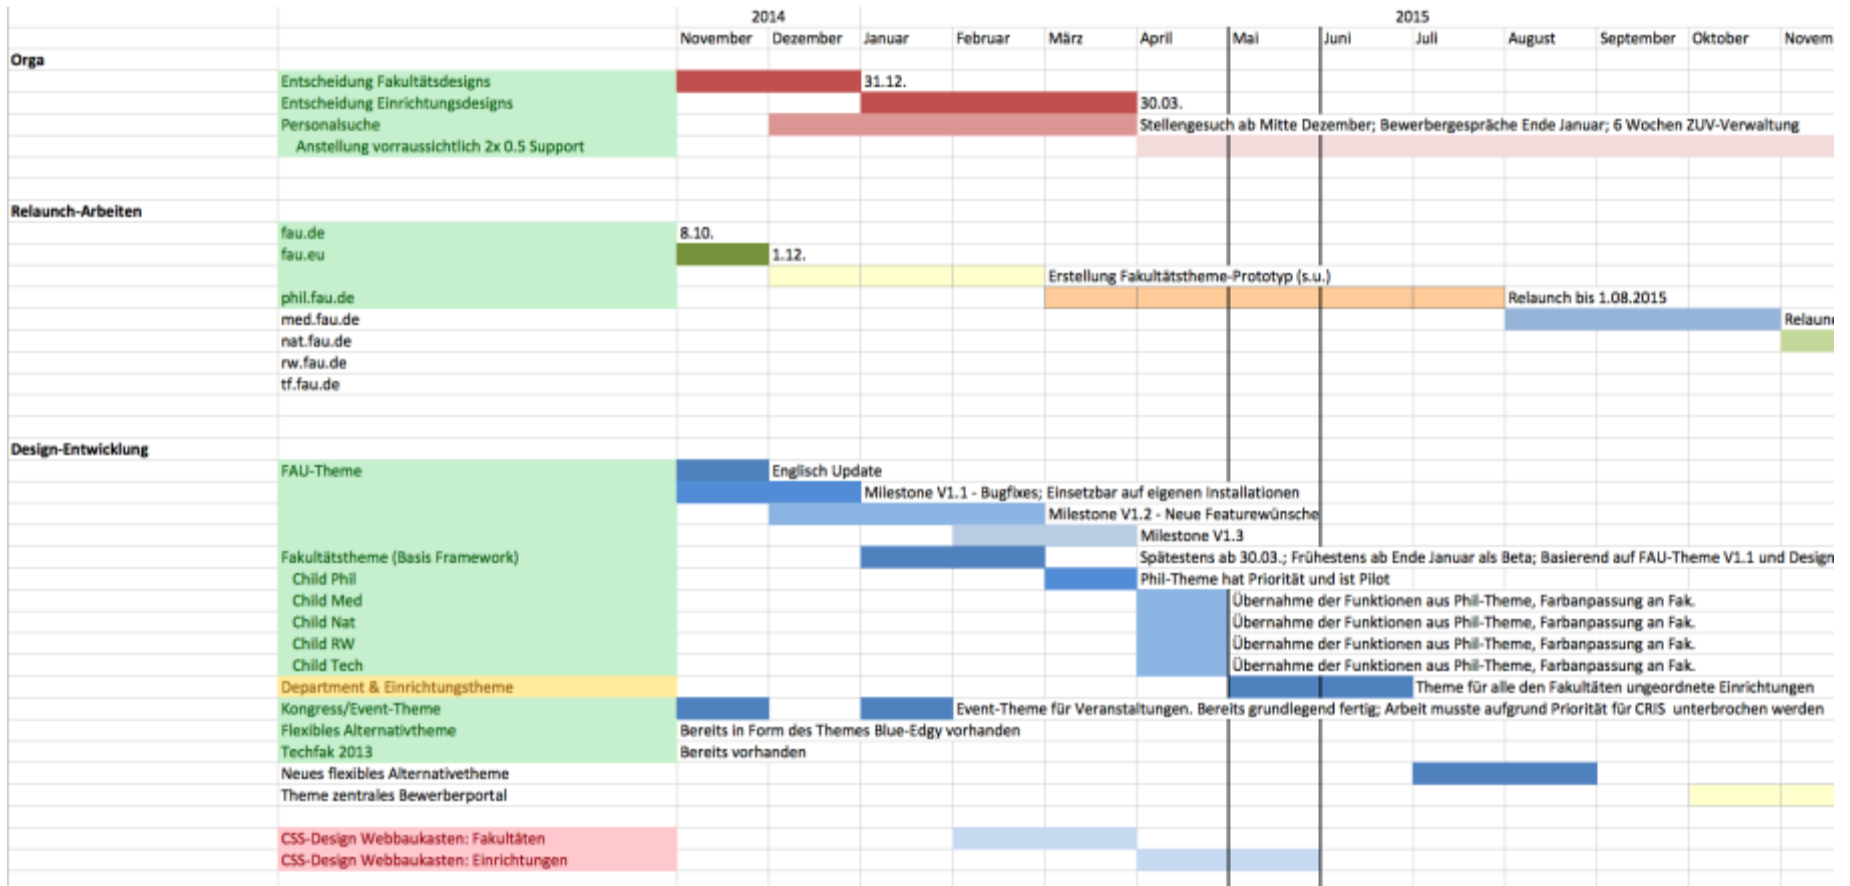 2014 2015
November Dezember Januar Februar März April Mai Juni Juli August September Oktober Novem
Orga
Entscheidung Fakultätsdesigns 31.12.
Entscheidung Einrichtungsdesigns 30.03.
Personalsuche Stellengesuch ab Mitte Dezember; Bewerbergespräche Ende Januar; 6 Wochen ZUV-Verwaltung
Anstellung vorraussichtlich 2x 0.5 Support
Relaunch-Arbeiten
fau.de 8.10.
fau.eu 1.12.
Erstellung Fakultätstheme-Prototyp (s.u.)
phil.fau.de Relaunch bis 1.08.2015
med.fau.de Relaun
nat.fau.de
rw.fau.de
tf.fau.de
Design-Entwicklung
FAU-Theme Englisch Update
Milestone V1.1 - Bugfixes; Einsetzbar auf eigenen Installationen
Milestone V1.2 - Neue Featurewünsche
Milestone V1.3
Fakultätstheme (Basis Framework) Spätestens ab 30.03.; Frühestens ab Ende Januar als Beta; Basierend auf FAU-Theme V1.1 und Design
Child Phil Phil-Theme hat Priorität und ist Pilot
Child Med Übernahme der Funktionen aus Phil-Theme, Farbanpassung an Fak.
Child Nat Übernahme der Funktionen aus Phil-Theme, Farbanpassung an Fak.
Child RW Übernahme der Funktionen aus Phil-Theme, Farbanpassung an Fak.
Child Tech Übernahme der Funktionen aus Phil-Theme, Farbanpassung an Fak.
Department & Einrichtungstheme Theme für alle den Fakultäten ungeordnete Einrichtungen
Kongress/Event-Theme Event-Theme für Veranstaltungen. Bereits grundlegend fertig; Arbeit musste aufgrund Priorität für CRIS unterbrochen werden
Flexibles Alternativtheme Bereits in Form des Themes Blue-Edgy vorhanden
Techfak 2013 Bereits vorhanden
Neues flexibles Alternativetheme
Theme zentrales Bewerberportal
CSS-Design Webbaukasten: Fakultäten
CSS-Design Webbaukasten: Einrichtungen